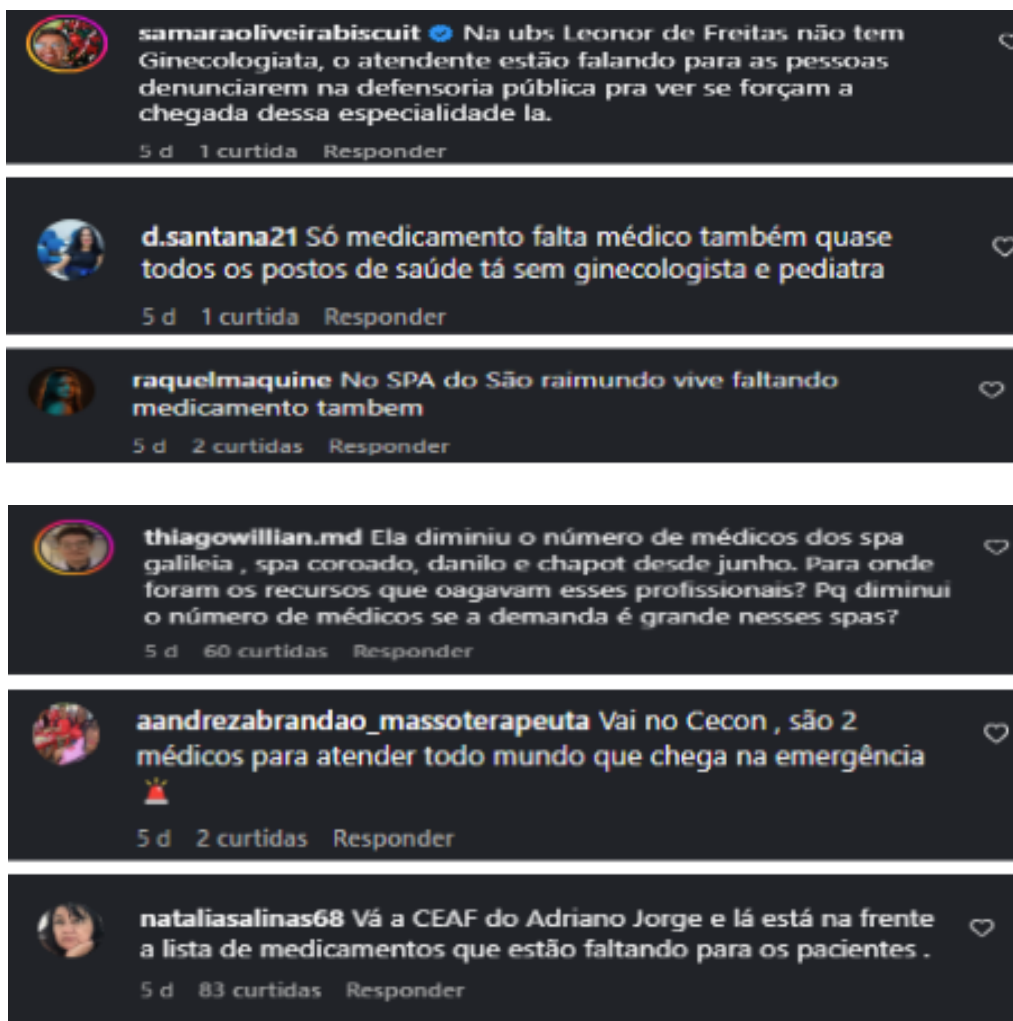 samaraoliveirabiscuit Na ubs Leonor de Freitas não tem
Ginecologiata, o atendente estão falando para as pessoas
denunciarem na defensoria pública pra ver se forçam a
chegada dessa especialidade la.
5 d 1 curtida Responder
d.santana21 Só medicamento falta médico também quase
todos os postos de saúde tá sem ginecologista e pediatra
5 d 1 curtida Responder
raquelmaquine No SPA do São raimundo vive faltando
medicamento tambem
5 d 2 curtidas Responder
thiagowillian.md Ela diminiu o número de médicos dos spa
galileia , spa coroado, danilo e chapot desde junho. Para onde
foram os recursos que oagavam esses profissionais? Pq diminui
o número de médicos se a demanda é grande nesses spas?
5 d 60 curtidas Responder
aandrezabrandao_massoterapeuta Vai no Cecon , são 2
médicos para atender todo mundo que chega na emergência
🚨
5 d 2 curtidas Responder
nataliasalinas68 Vá a CEAF do Adriano Jorge e lá está na frente
a lista de medicamentos que estão faltando para os pacientes .
5 d 83 curtidas Responder